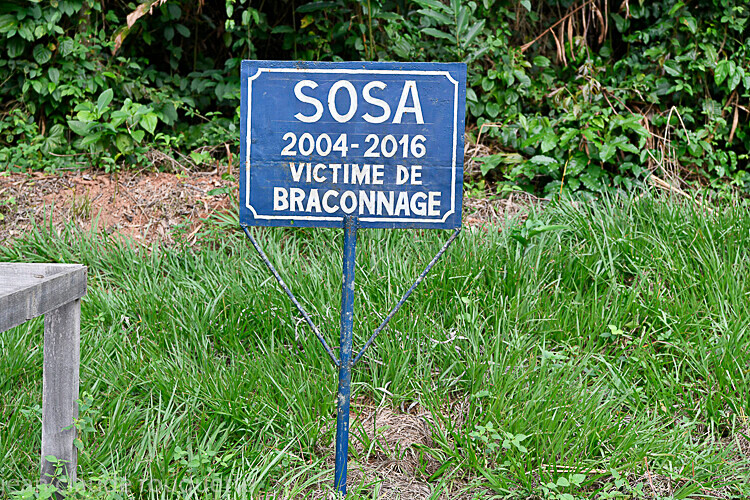 SOSA
2004-2016
VICTIME DE
BRACONNAGE